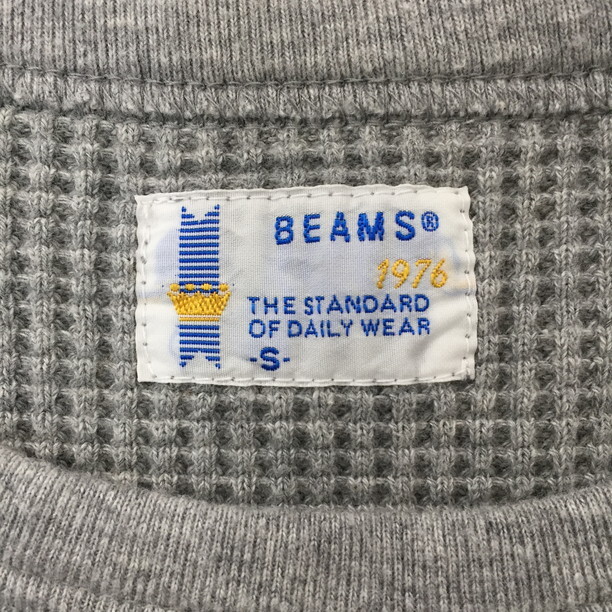 BEAMS®
1976
THE STANDARD
OF DAILY WEAR
-S-